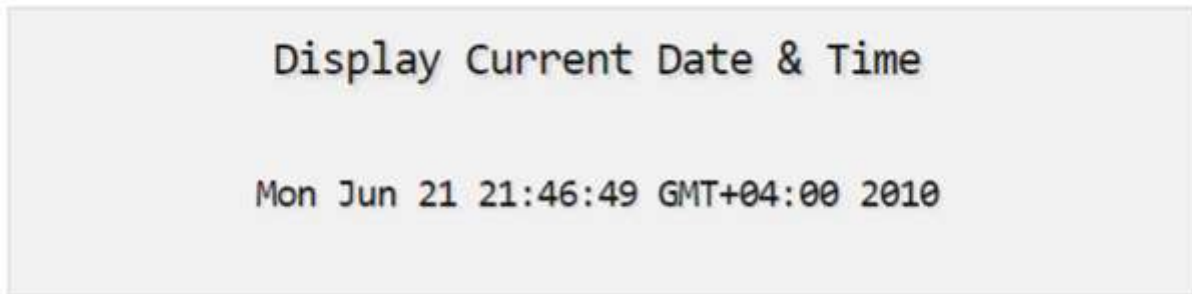 Display Current Date & Time
Mon Jun 21 21:46:49 GMT+04:00 2010